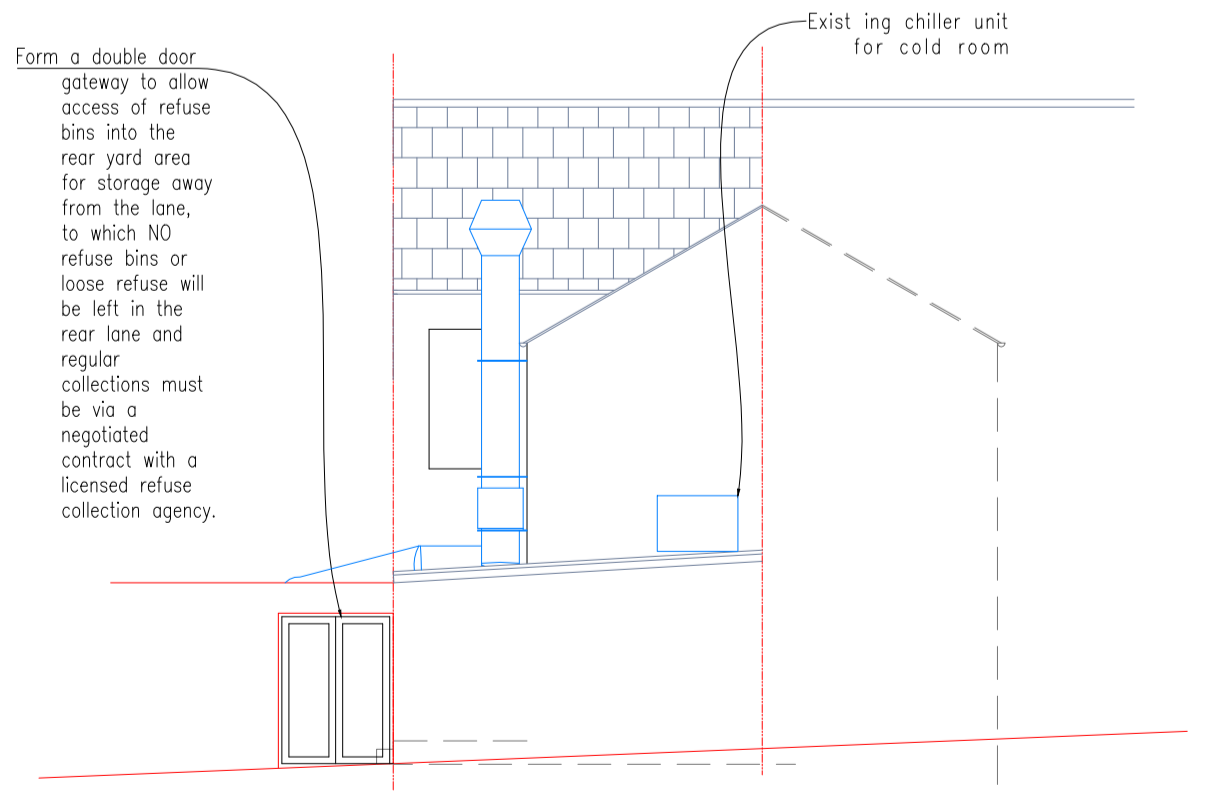 Form a double door
gateway to allow
access of refuse
bins into the
rear yard area
for storage away
from the lane,
to which NO
refuse bins or
loose refuse will
be left in the
rear lane and
regular
collections must
be via a
negotiated
contract with a
licensed refuse
collection agency.
Exist ing chiller unit
for cold room